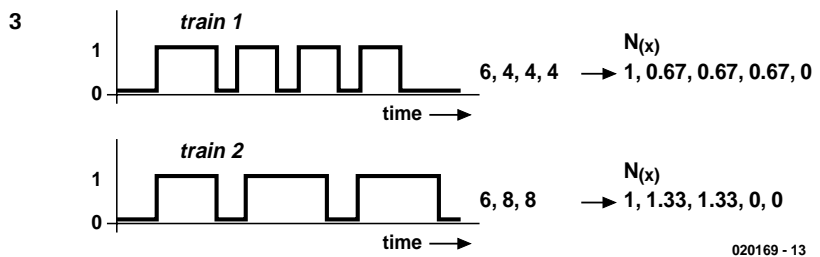 3
train 1
1
0
time
6, 4, 4, 4
N(x)
1, 0.67, 0.67, 0.67, 0
train 2
1
0
time
6, 8, 8
N(x)
1, 1.33, 1.33, 0, 0
020169 - 13